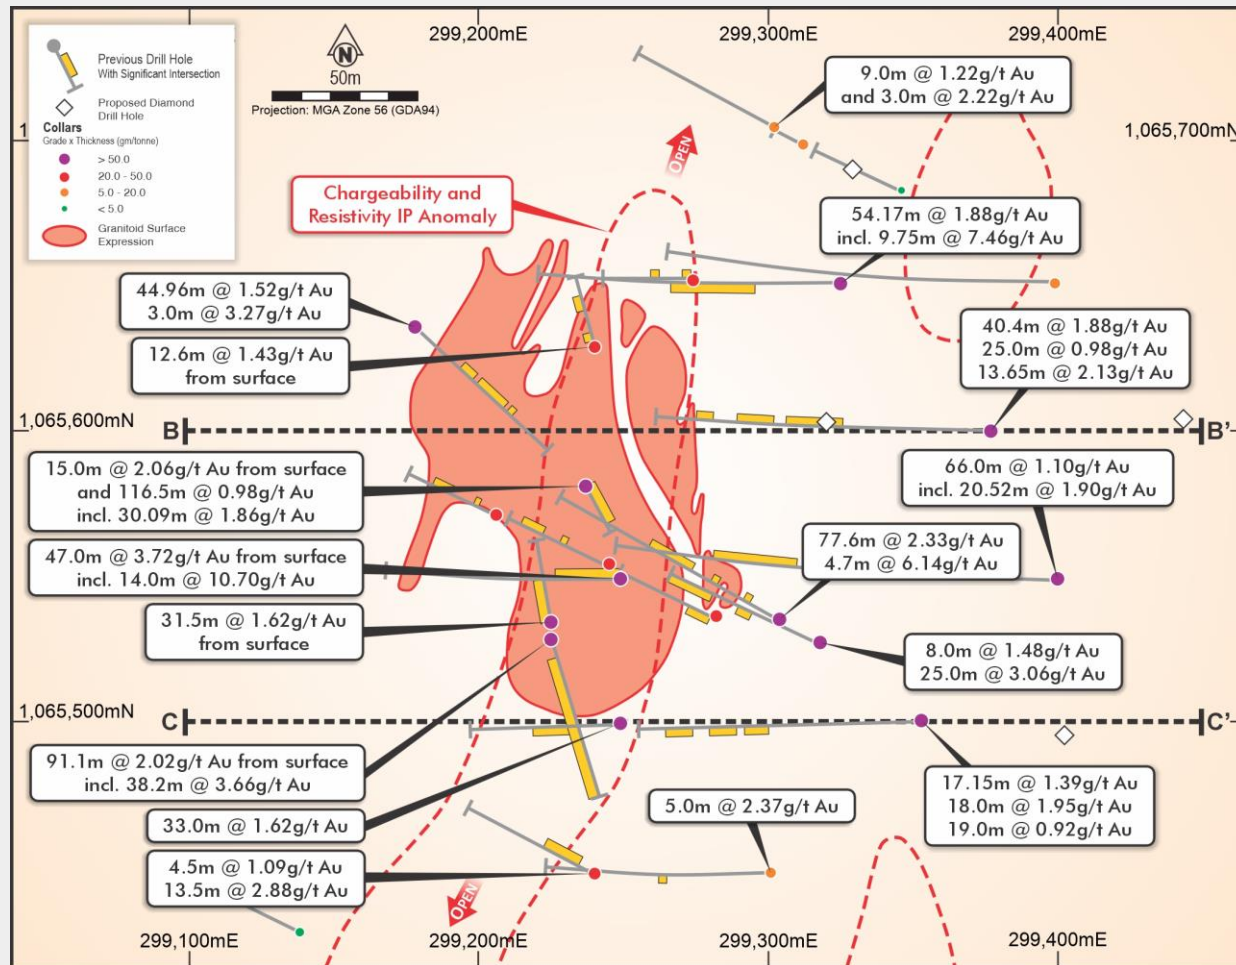 299,200mE
299,300mE
299,400mE
Previous Drill Hole
With Significant Intersection
Proposed Diamond
Drill Hole
Collars
Grade x Thickness (gm/tonne)
> 50.0
20.0 - 50.0
5.0 - 20.0
< 5.0
Granitoid Surface
Expression
N
50m
Projection: MGA Zone 56 (GDA94)
9.0m @ 1.22g/t Au
and 3.0m @ 2.22g/t Au
1
1,065,700mN
OPEN
Chargeability and
Resistivity IP Anomaly
54.17m @ 1.88g/t Au
incl. 9.75m @ 7.46g/t Au
44.96m @ 1.52g/t Au
3.0m @ 3.27g/t Au
40.4m @ 1.88g/t Au
25.0m @ 0.98g/t Au
13.65m @ 2.13g/t Au
12.6m @ 1.43g/t Au
from surface
1,065,600mN
B
B'
15.0m @ 2.06g/t Au from surface
and 116.5m @ 0.98g/t Au
incl. 30.09m @ 1.86g/t Au
66.0m @ 1.10g/t Au
incl. 20.52m @ 1.90g/t Au
77.6m @ 2.33g/t Au
4.7m @ 6.14g/t Au
47.0m @ 3.72g/t Au from surface
incl. 14.0m @ 10.70g/t Au
31.5m @ 1.62g/t Au
from surface
8.0m @ 1.48g/t Au
25.0m @ 3.06g/t Au
1,065,500mN
C
C'
91.1m @ 2.02g/t Au from surface
incl. 38.2m @ 3.66g/t Au
17.15m @ 1.39g/t Au
18.0m @ 1.95g/t Au
19.0m @ 0.92g/t Au
5.0m @ 2.37g/t Au
33.0m @ 1.62g/t Au
4.5m @ 1.09g/t Au
13.5m @ 2.88g/t Au
OPEN
299,100mE
299,200mE
299,300mE
299,400mE